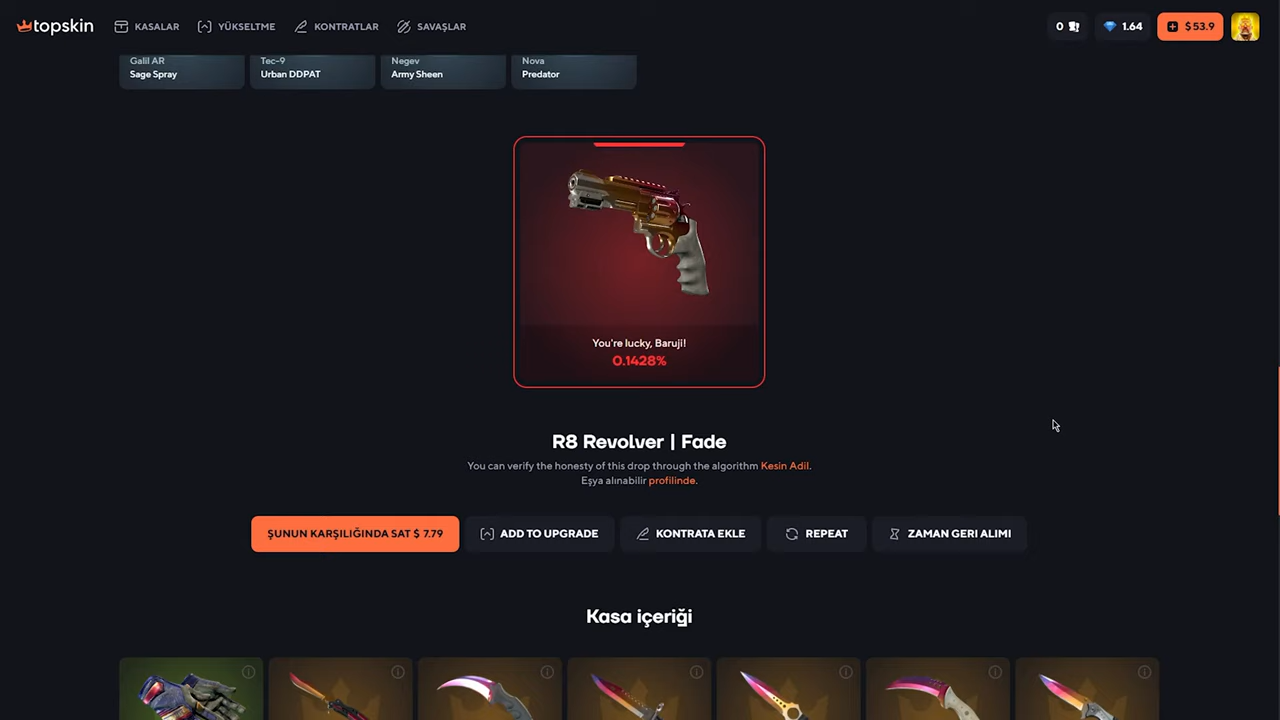 topskin
KASALAR
YÜKSELTME
KONTRATLAR
SAVAŞLAR
0
1.64
$ 53.9
Galil AR
Sage Spray
Tec-9
Urban DDPAT
Negev
Army Sheen
Nova
Predator
You're lucky, Baruji!
0.1428%
R8 Revolver | Fade
You can verify the honesty of this drop through the algorithm Kesin Adil.
Eşya alınabilir profilinde.
ŞUNUN KARŞILIĞINDA SAT $ 7.79
ADD TO UPGRADE
KONTRATA EKLE
REPEAT
ZAMAN GERI ALIMI
Kasa içeriği